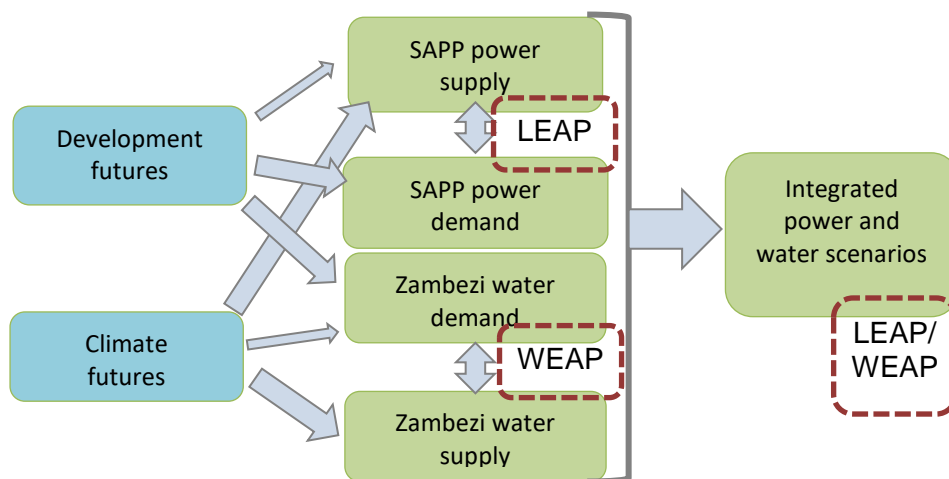 SAPP power
supply
LEAP
Development
futures
SAPP power
demand
Integrated
power and
water scenarios
Zambezi water
demand
Climate
futures
WEAP
LEAP/
WEAP
Zambezi water
supply